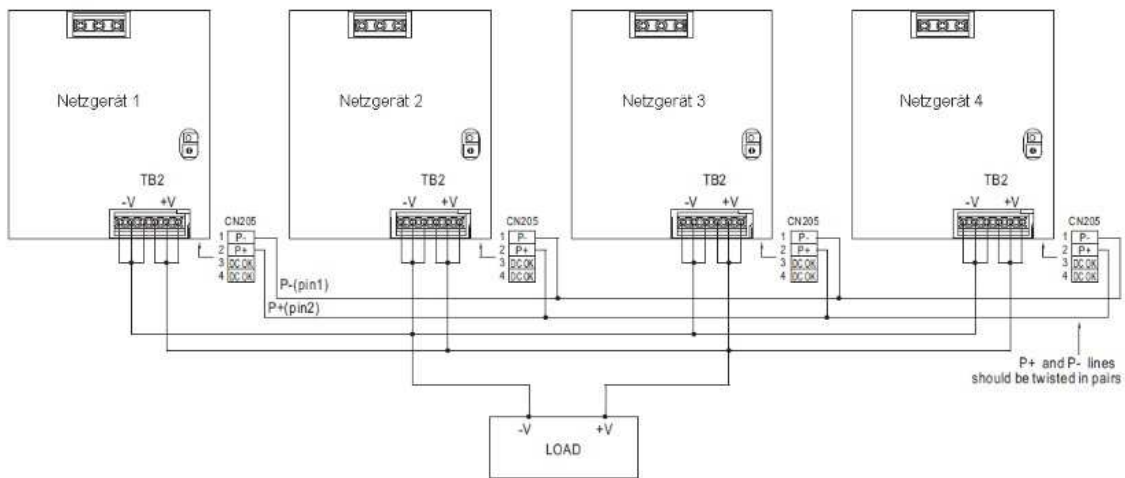 Netzgerät 1
Netzgerät 2
Netzgerät 3
Netzgerät 4
TB2
TB2
TB2
TB2
-V +V
-V +V
-V +V
-V +V
CN205
1 P-
2 P+
3 DC OK
4 DC OK
CN205
1 P-
2 P+
3 DC OK
4 DC OK
CN205
1 P-
2 P+
3 DC OK
4 DC OK
CN205
1 P-
2 P+
3 DC OK
4 DC OK
P-(pin1)
P+(pin2)
P+ and P- lines
should be twisted in pairs
-V +V
LOAD